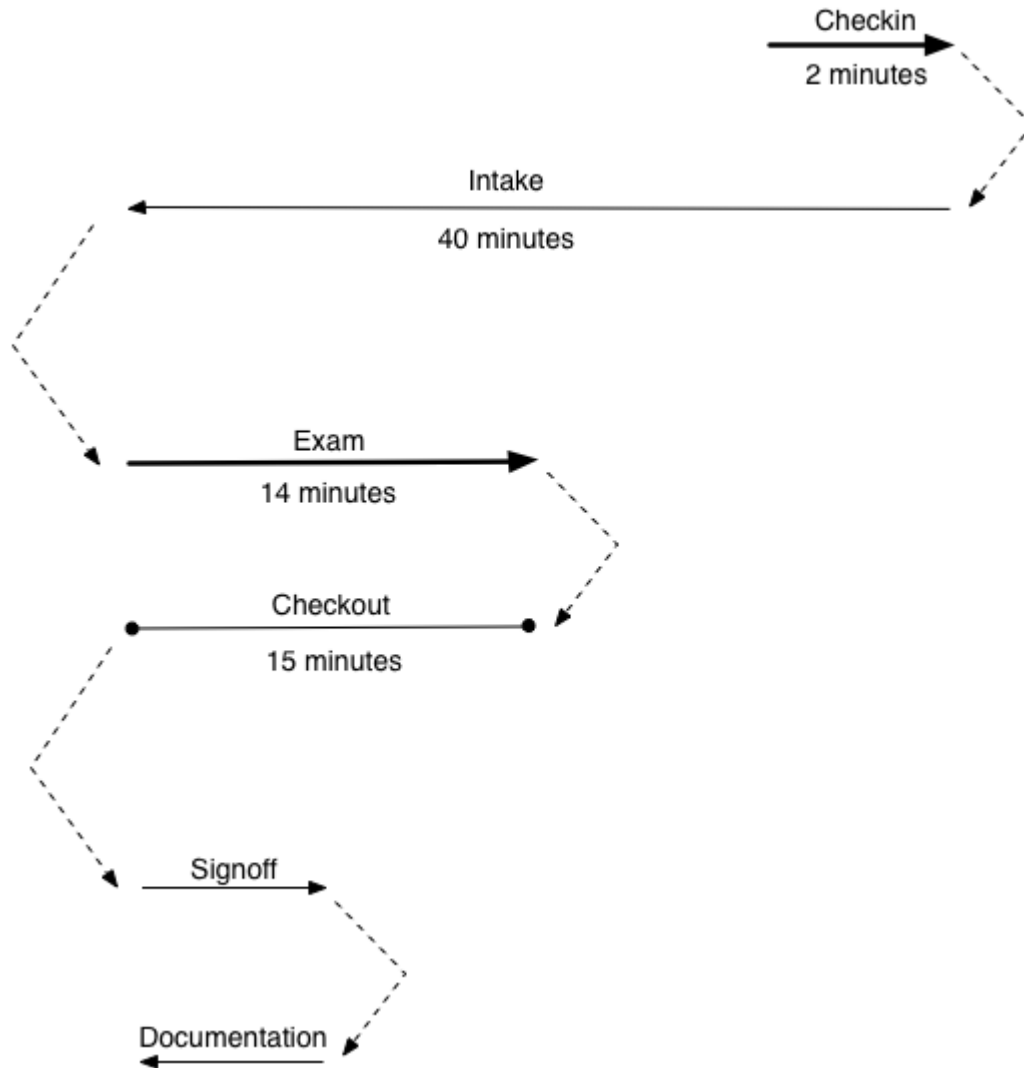 Checkin
2 minutes
Intake
40 minutes
Exam
14 minutes
Checkout
15 minutes
Signoff
Documentation